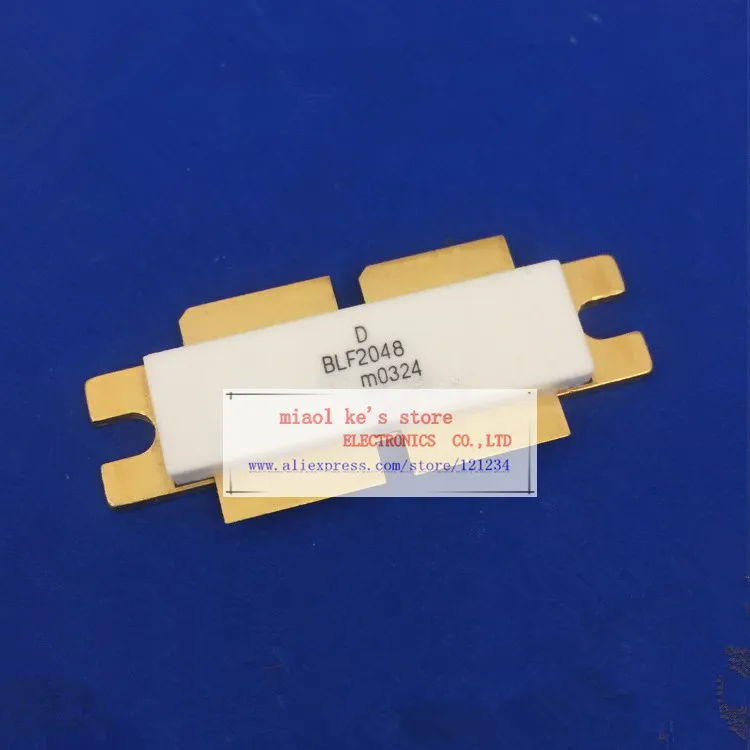 D
BLF2048
m0324
miaol ke's store
ELECTRONICS CO.,LTD
www.aliexpress.com/store/121234